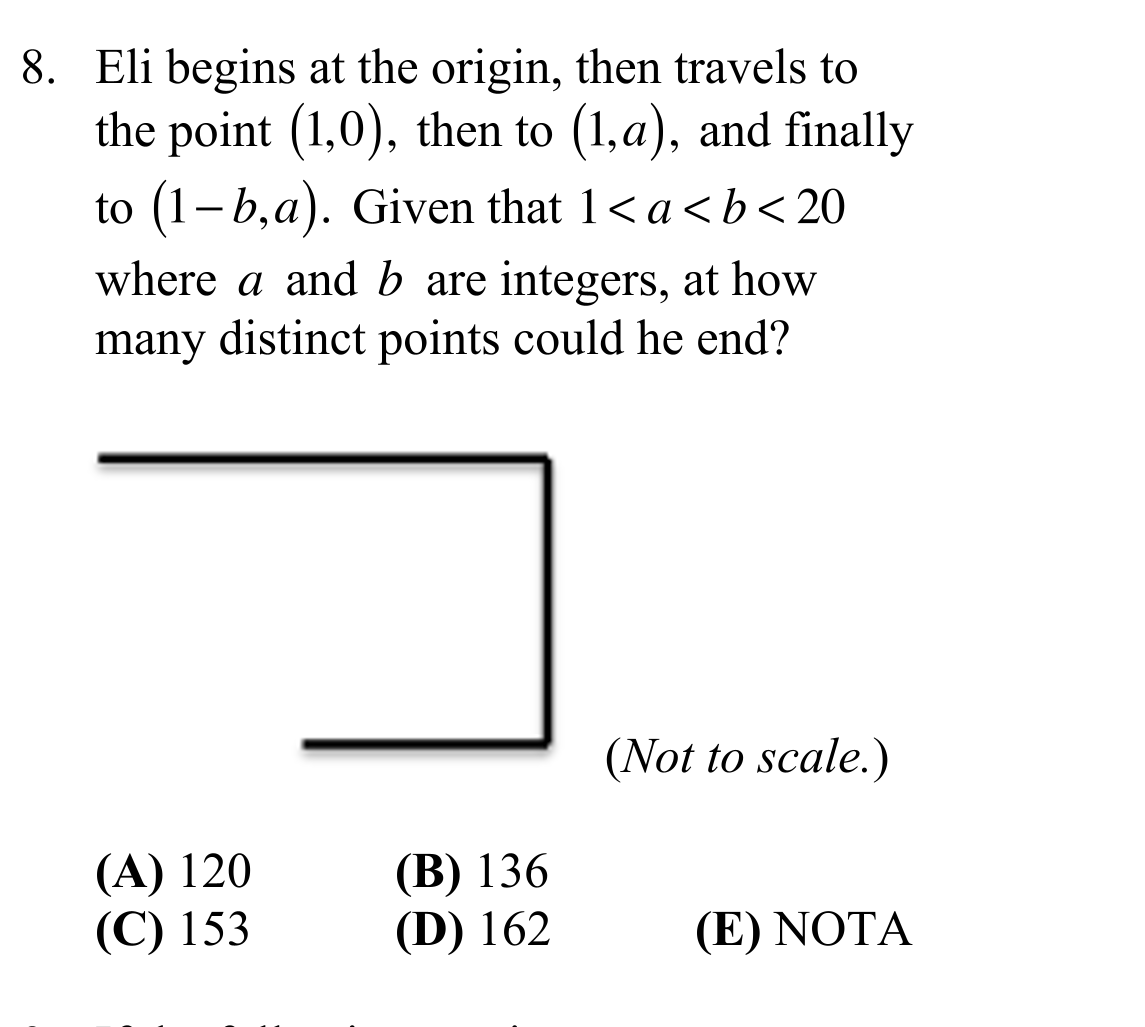 8. Eli begins at the origin, then travels to
the point (1,0), then to (1,a), and finally
to (1−b,a). Given that 1<a<b<20
where a and b are integers, at how
many distinct points could he end?
(Not to scale.)
(A) 120 (B) 136
(C) 153 (D) 162 (E) NOTA